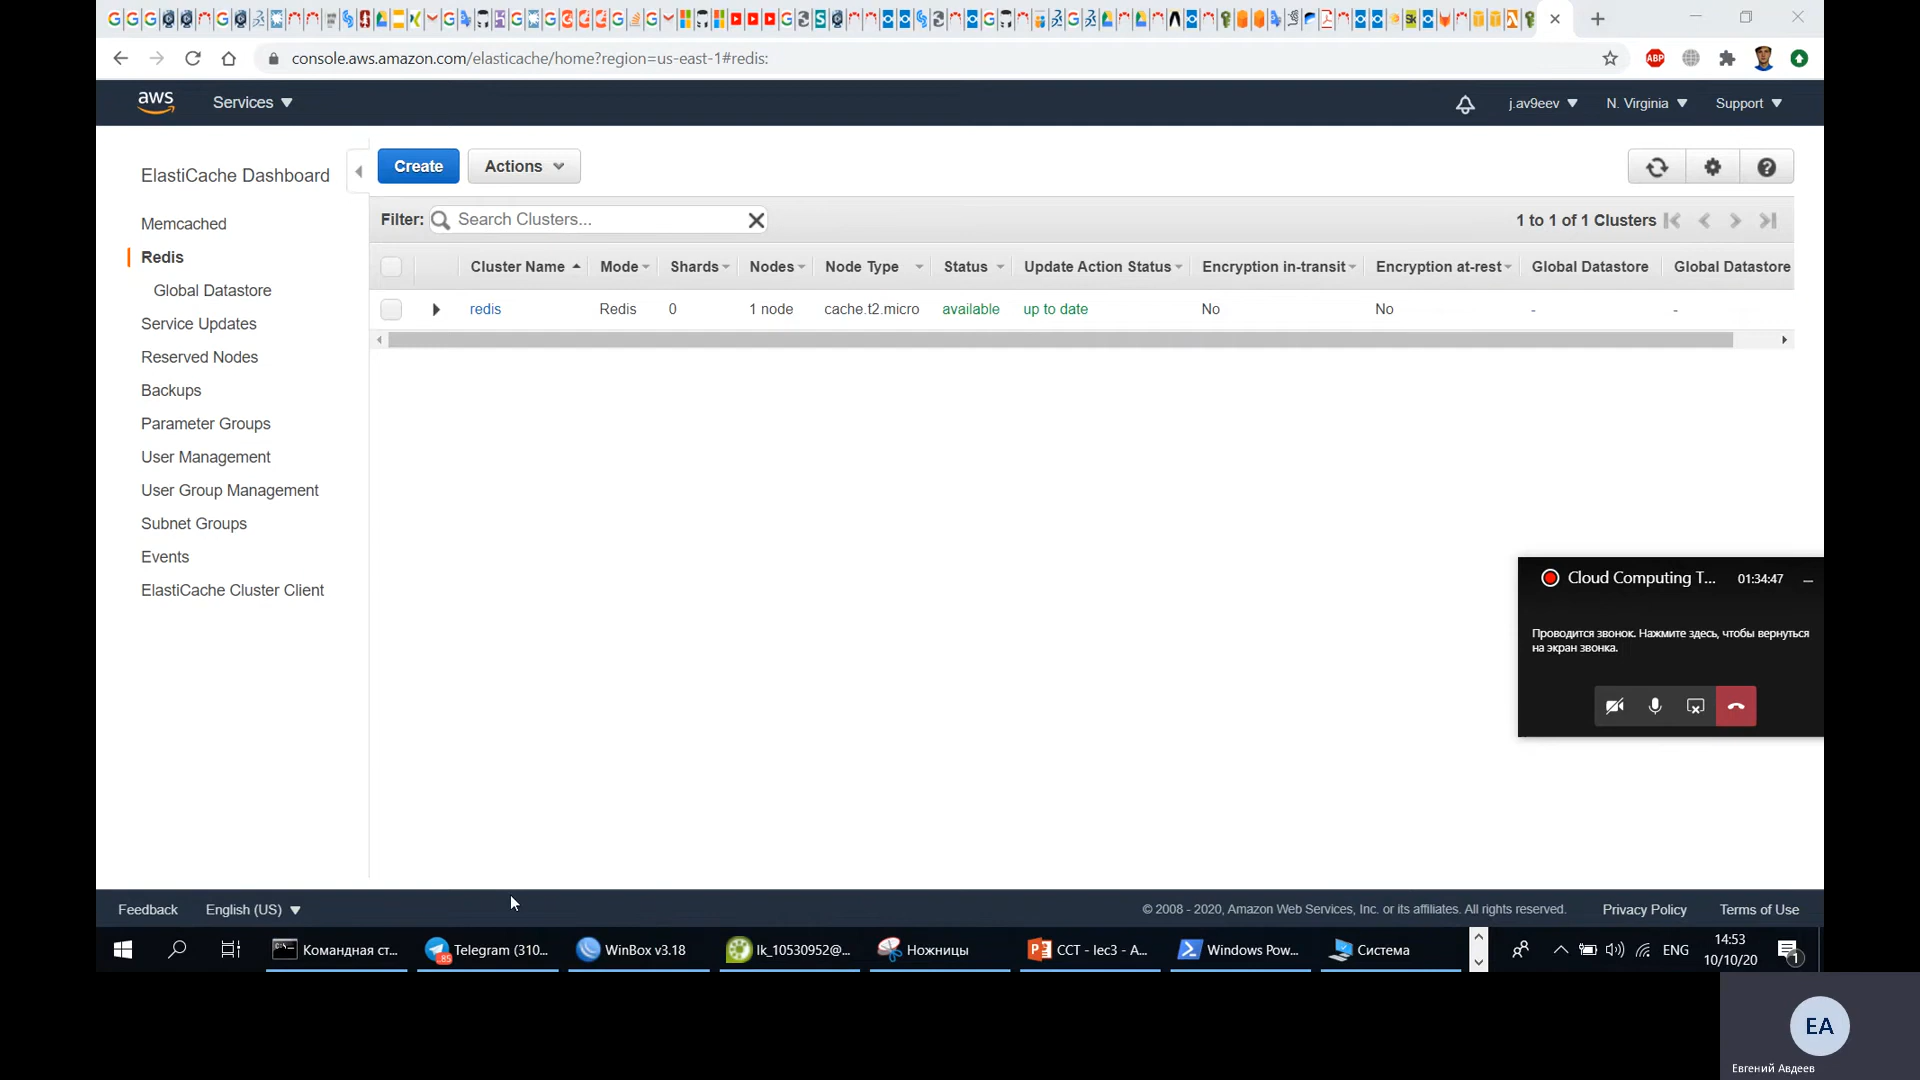 console.aws.amazon.com/elasticache/home?region=us-east-1#redis:
ABP
aws
Services
j.av9eev
N. Virginia
Support
ElastiCache Dashboard
Memcached
Redis
Global Datastore
Service Updates
Reserved Nodes
Backups
Parameter Groups
User Management
User Group Management
Subnet Groups
Events
ElastiCache Cluster Client
Create
Actions
Filter:
Search Clusters...
1 to 1 of 1 Clusters
Cluster Name
Mode
Shards
Nodes
Node Type
Status
Update Action Status
Encryption in-transit
Encryption at-rest
Global Datastore
Global Datastore
redis
Redis
0
1 node
cache.t2.micro
available
up to date
No
No
-
-
Cloud Computing T...
01:34:47
Проводится звонок. Нажмите здесь, чтобы вернуться
на экран звонка.
Feedback
English (US)
© 2008 - 2020, Amazon Web Services, Inc. or its affiliates. All rights reserved.
Privacy Policy
Terms of Use
Командная ст...
Telegram (310...
WinBox v3.18
lk_10530952@...
Ножницы
CCT - lec3 - A...
Windows Pow...
Система
ENG
14:53
10/10/20
1
EA
Евгений Авдеев